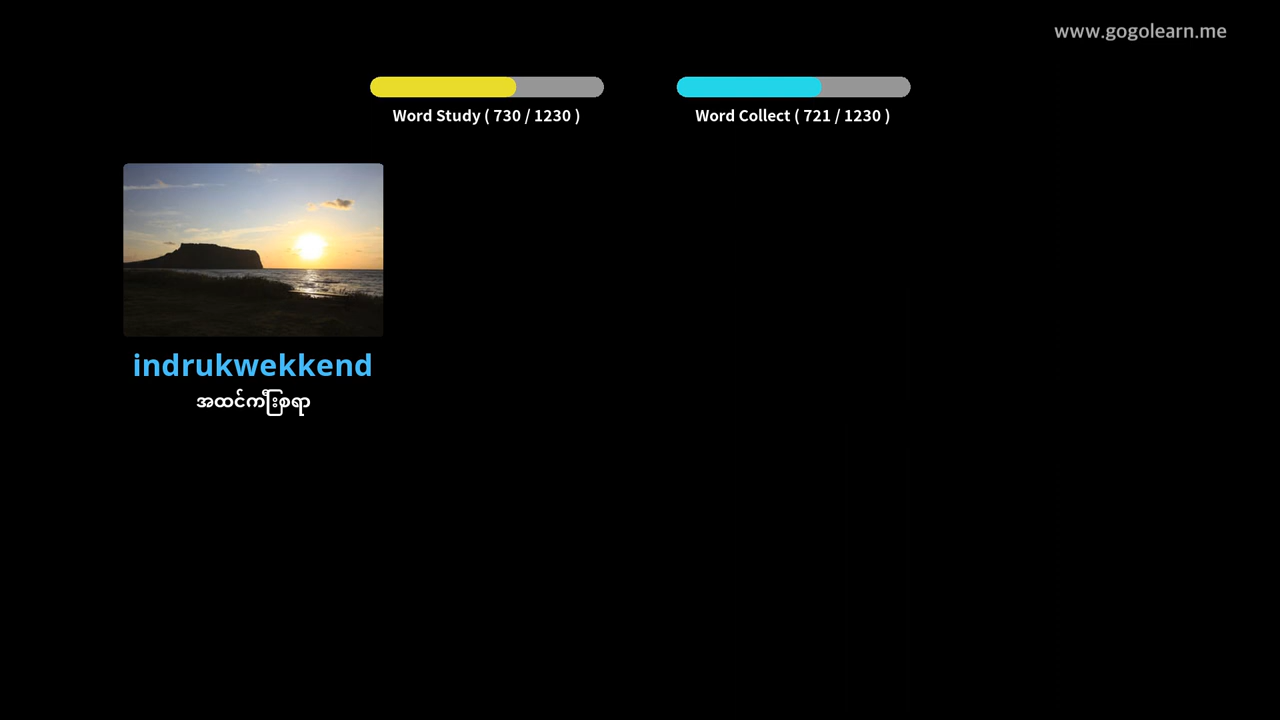 www.gogolearn.me
Word Study ( 730 / 1230 )
Word Collect ( 721 / 1230 )
indrukwekkend
အထင်ကြီးစရာ